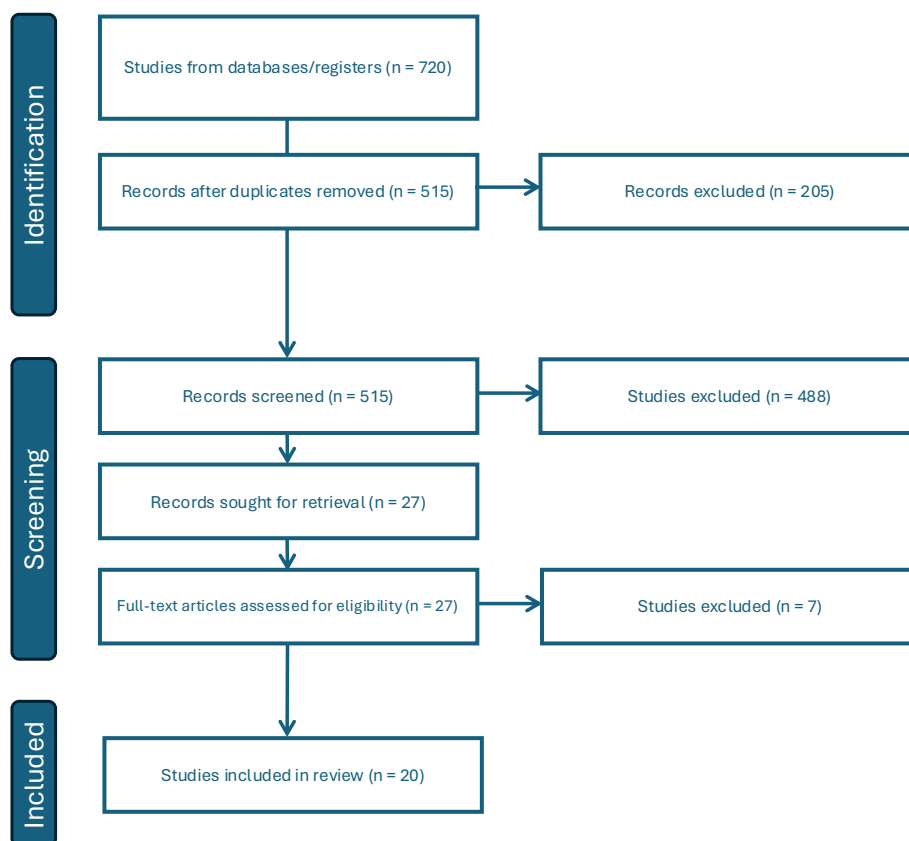 Identification
Studies from databases/registers (n = 720)
Records after duplicates removed (n = 515)
Records excluded (n = 205)
Screening
Records screened (n = 515)
Studies excluded (n = 488)
Records sought for retrieval (n = 27)
Full-text articles assessed for eligibility (n = 27)
Studies excluded (n = 7)
Included
Studies included in review (n = 20)